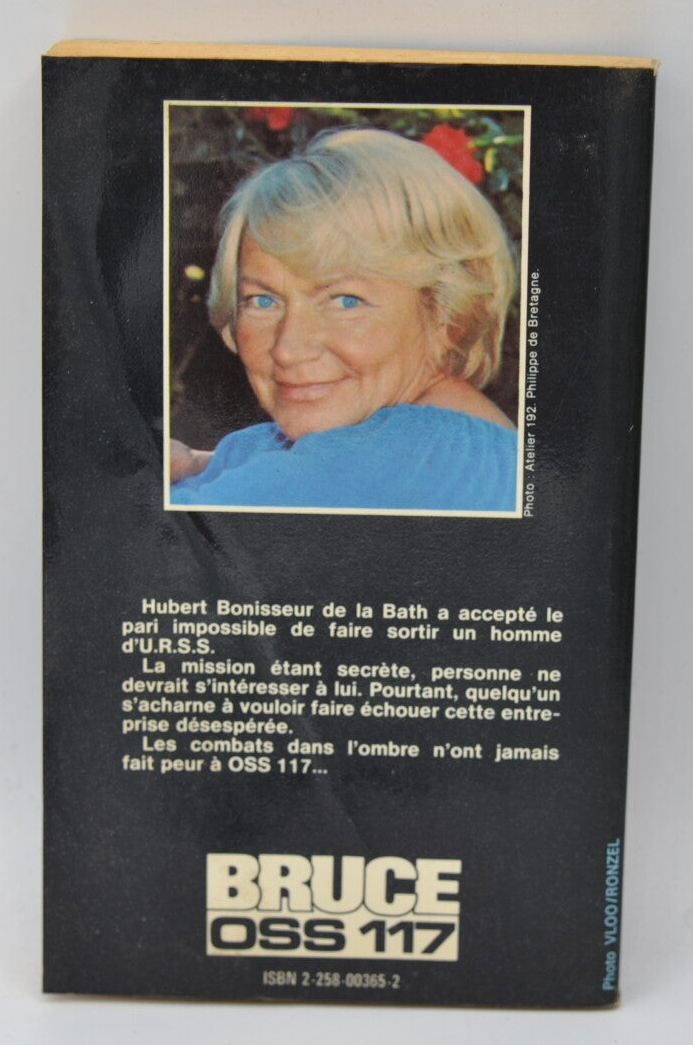 Photo : Atelier 192. Philippe de Bretagne.
Hubert Bonisseur de la Bath a accepté le
pari impossible de faire sortir un homme
d'U.R.S.S.
La mission étant secrète, personne ne
devrait s'intéresser à lui. Pourtant, quelqu'un
s'acharne à vouloir faire échouer cette entre-
prise désespérée.
Les combats dans l'ombre n'ont jamais
fait peur à OSS 117...
BRUCE
OSS 117
ISBN 2-258-00365-2
Photo VLOO/RONZEL